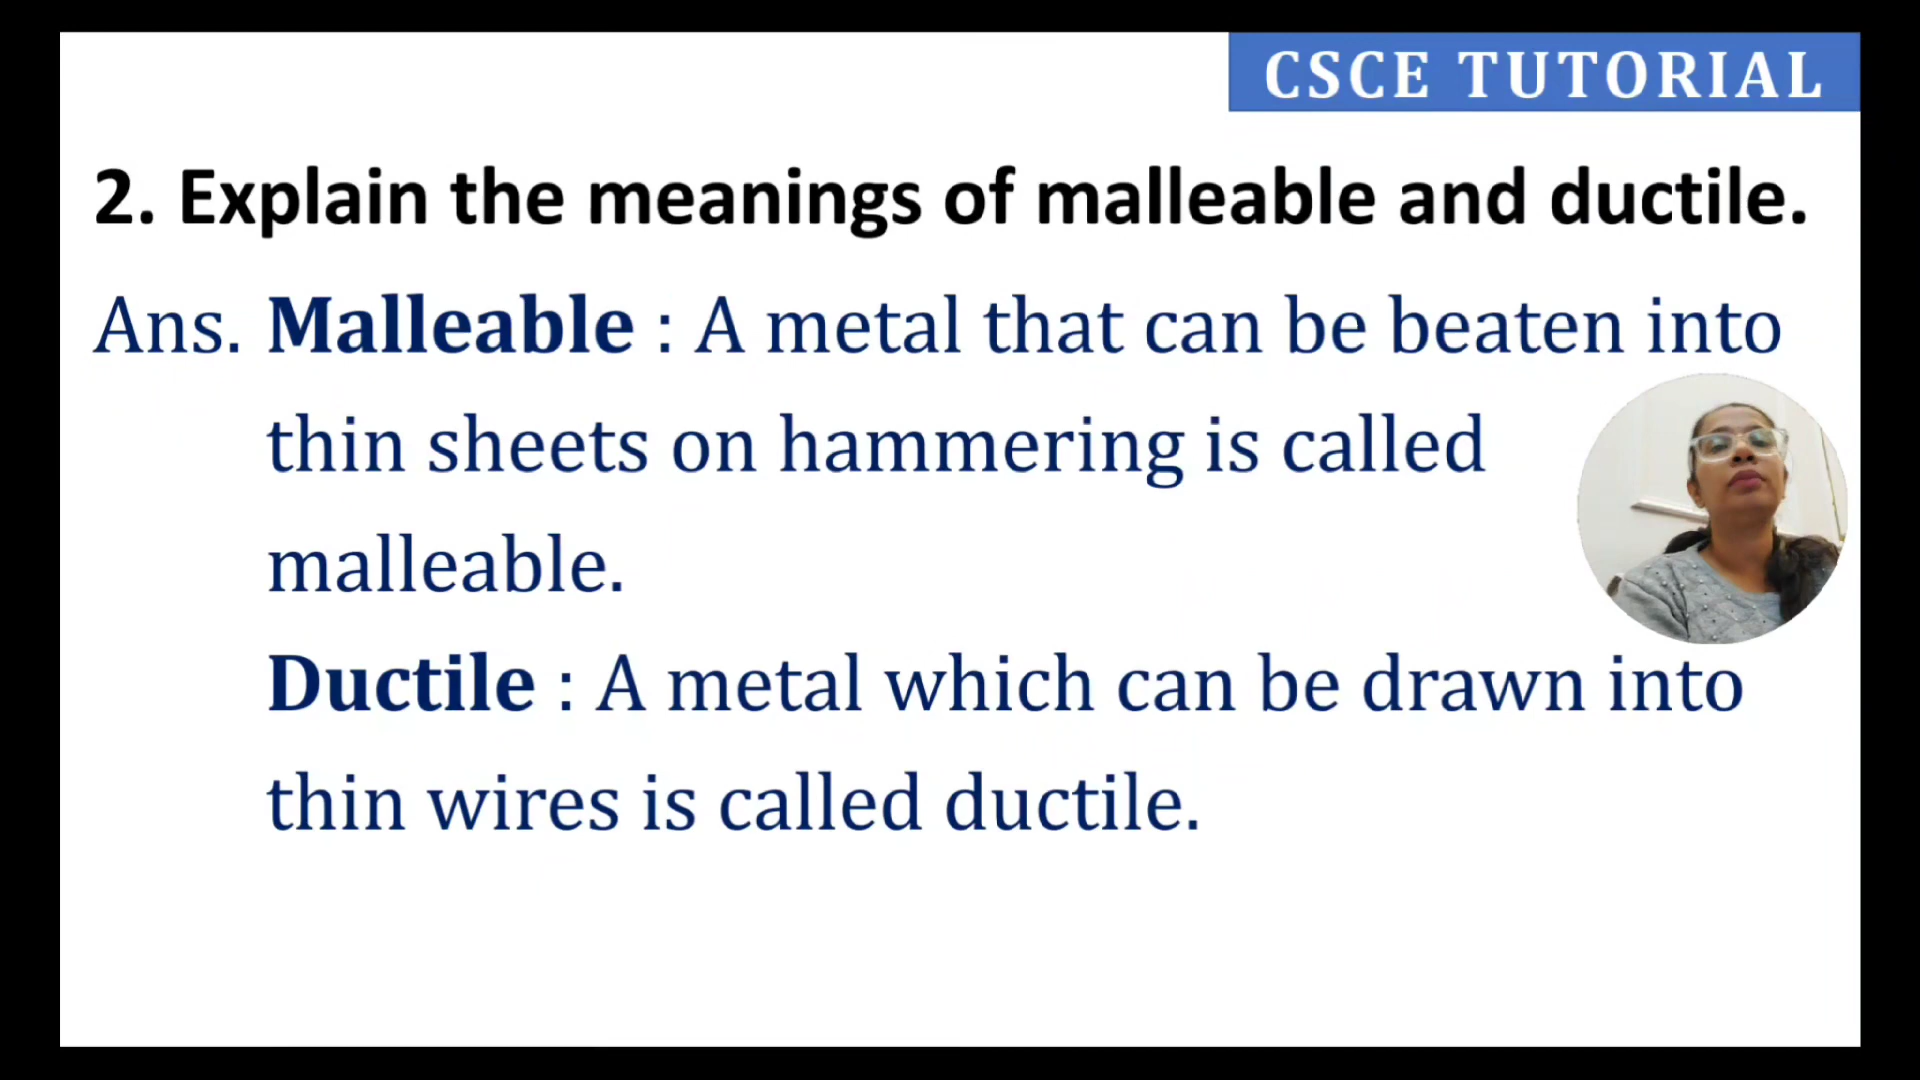 CSCE TUTORIAL
2. Explain the meanings of malleable and ductile.
Ans. Malleable : A metal that can be beaten into
thin sheets on hammering is called
malleable.
Ductile : A metal which can be drawn into
thin wires is called ductile.